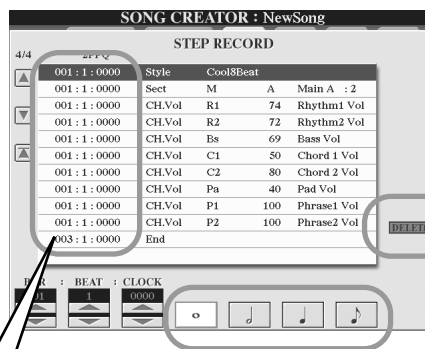 SONG CREATOR : NewSong
STEP RECORD
4/4
001 : 1 : 0000 Style Cool8Beat
001 : 1 : 0000 Sect M A Main A : 2
001 : 1 : 0000 CH.Vol R1 74 Rhythm1 Vol
001 : 1 : 0000 CH.Vol R2 72 Rhythm2 Vol
001 : 1 : 0000 CH.Vol Bs 69 Bass Vol
001 : 1 : 0000 CH.Vol C1 50 Chord 1 Vol
001 : 1 : 0000 CH.Vol C2 80 Chord 2 Vol
001 : 1 : 0000 CH.Vol Pa 40 Pad Vol
001 : 1 : 0000 CH.Vol P1 100 Phrase1 Vol
001 : 1 : 0000 CH.Vol P2 100 Phrase2 Vol
003 : 1 : 0000 End
: BEAT : CLOCK
1 0000